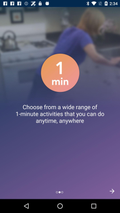 2:34
1
min
Choose from a wide range of
1-minute activities that you can do
anytime, anywhere